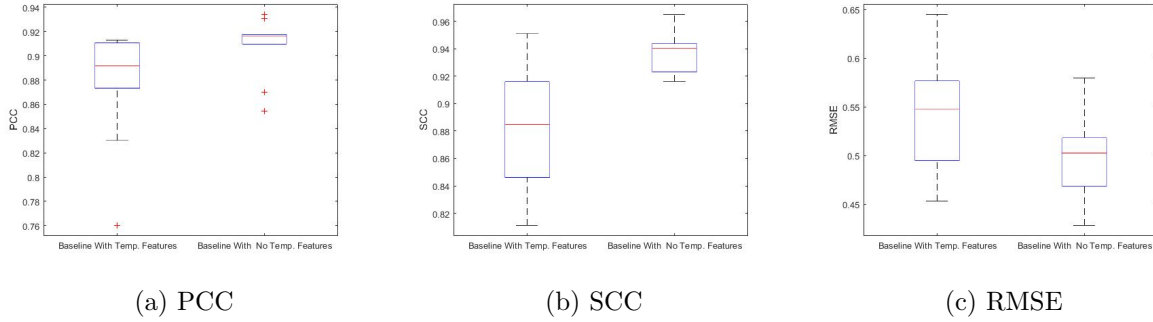 0.94
0.92
0.9
0.88
0.86
0.84
0.82
0.8
0.78
0.76
PCC
Baseline With Temp. Features
Baseline With No Temp. Features
(a) PCC
0.96
0.94
0.92
0.9
0.88
0.86
0.84
0.82
SCC
Baseline With Temp. Features
Baseline With No Temp. Features
(b) SCC
0.65
0.6
0.55
0.5
0.45
RMSE
Baseline With Temp. Features
Baseline With No Temp. Features
(c) RMSE